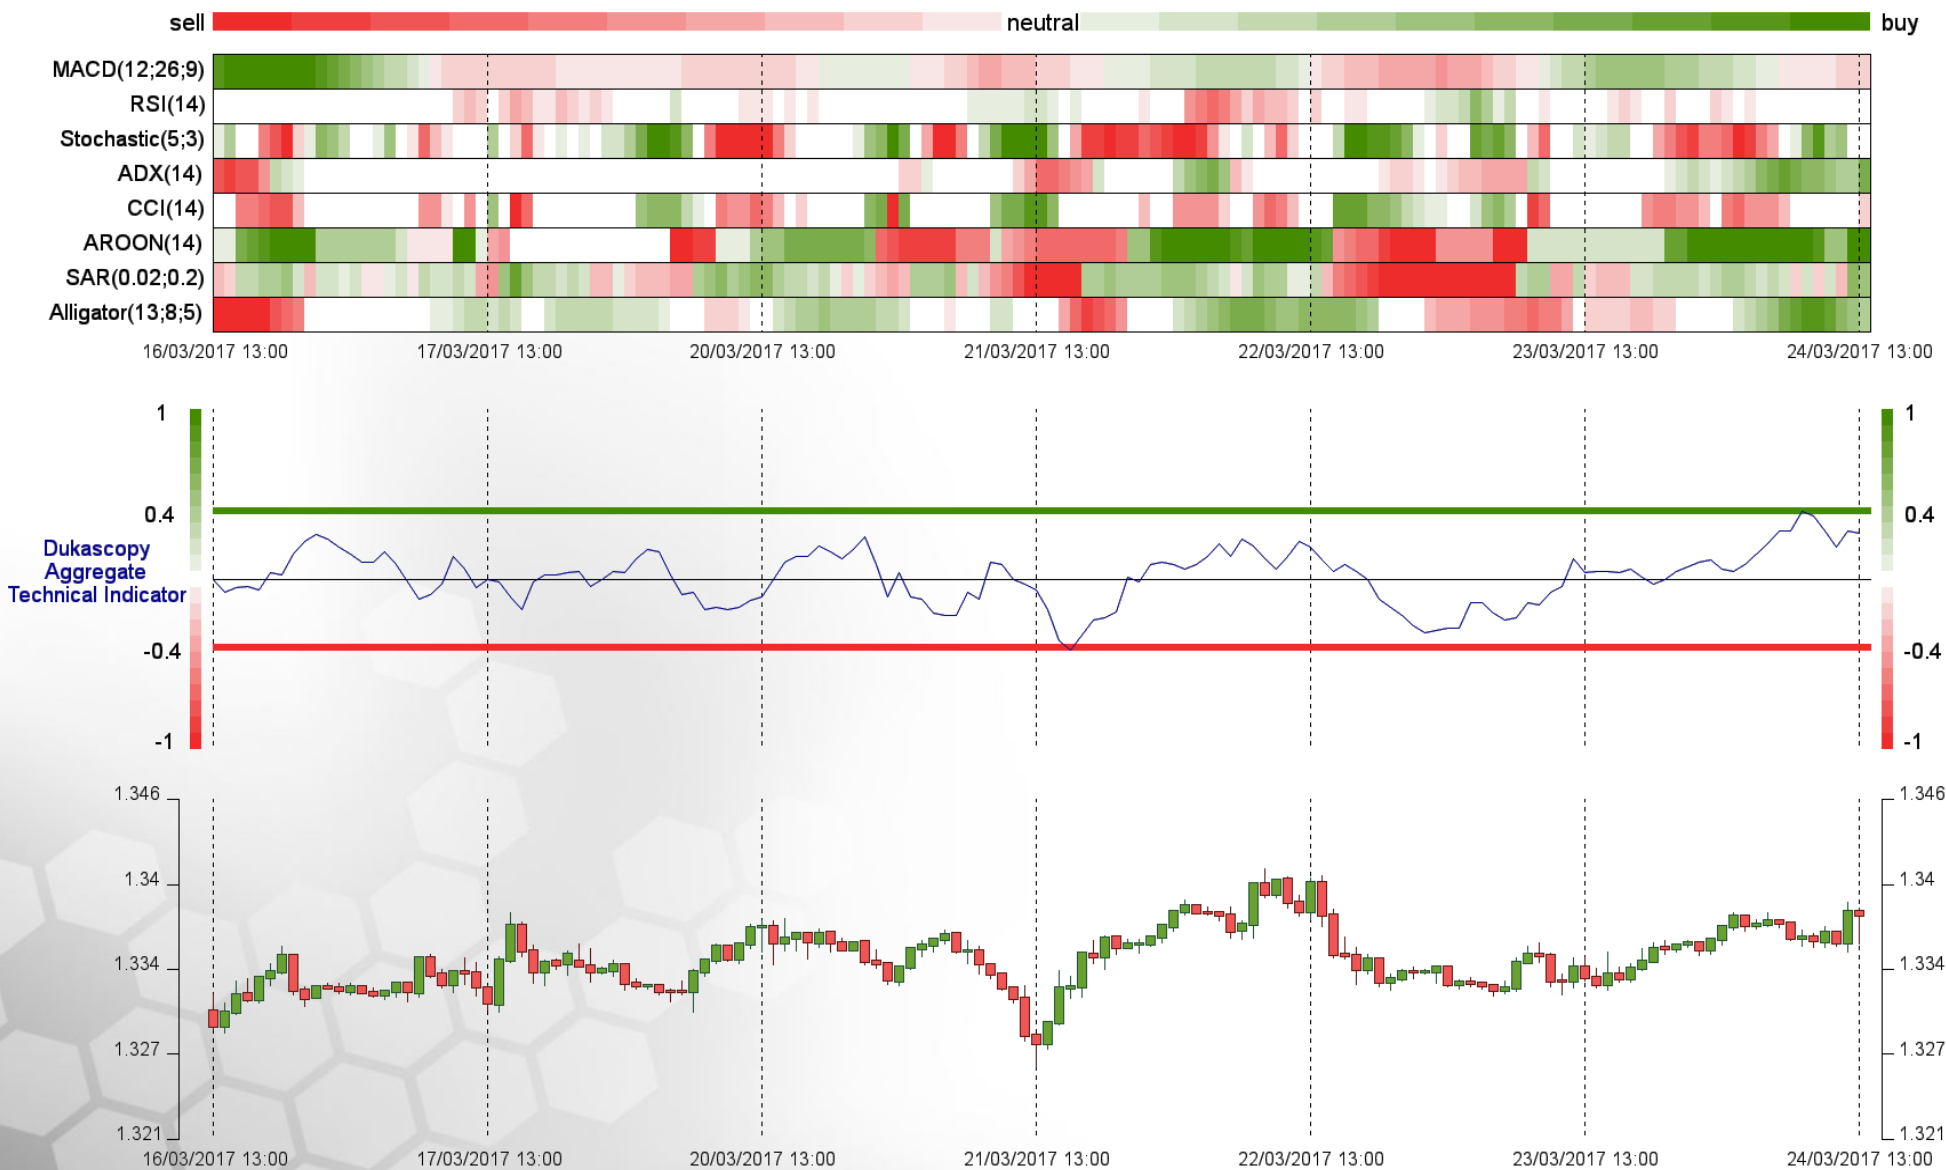 sell neutral buy
MACD(12;26;9)
RSI(14)
Stochastic(5;3)
ADX(14)
CCI(14)
AROON(14)
SAR(0.02;0.2)
Alligator(13;8;5)
16/03/2017 13:00 17/03/2017 13:00 20/03/2017 13:00 21/03/2017 13:00 22/03/2017 13:00 23/03/2017 13:00 24/03/2017 13:00
1 1
0.4 0.4
Dukascopy
Aggregate
Technical Indicator
-0.4 -0.4
-1 -1
1.346 1.346
1.34 1.34
1.334 1.334
1.327 1.327
1.321 1.321
16/03/2017 13:00 17/03/2017 13:00 20/03/2017 13:00 21/03/2017 13:00 22/03/2017 13:00 23/03/2017 13:00 24/03/2017 13:00